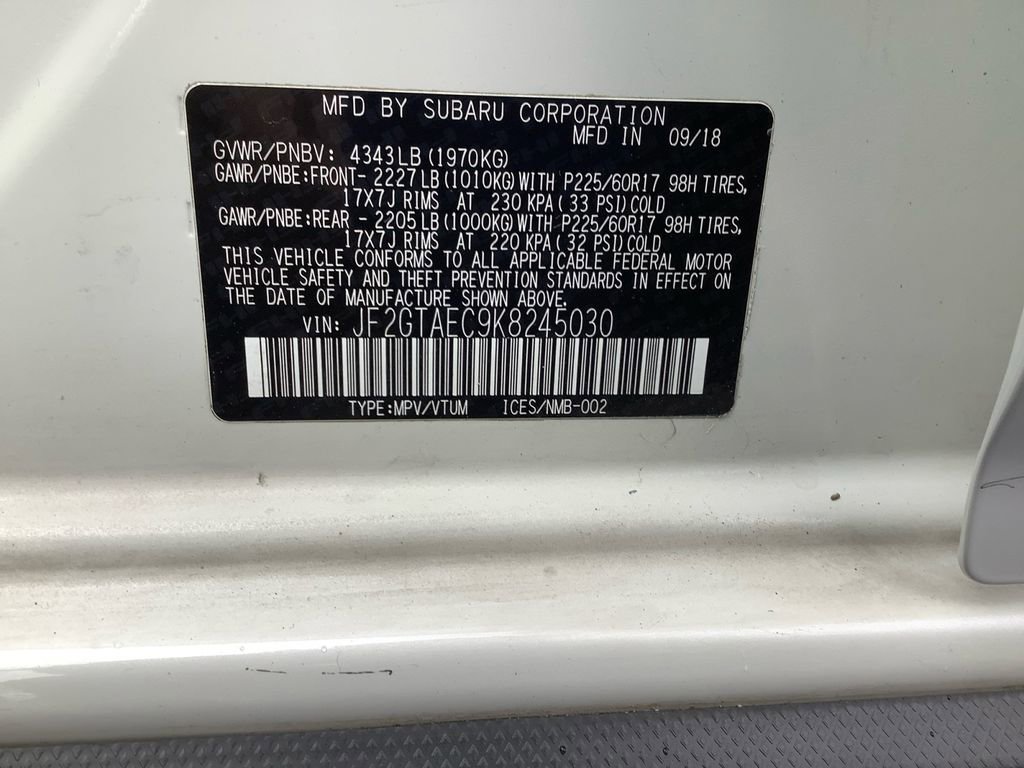 MFD BY SUBARU CORPORATION
MFD IN 09/18
GVWR/PNBV: 4343LB (1970KG)
GAWR/PNBE:FRONT- 2227LB(1010KG)WITH P225/60R17 98H TIRES,
17X7J RIMS AT 230 KPA( 33 PSI)COLD
GAWR/PNBE:REAR - 2205LB(1000KG)WITH P225/60R17 98H TIRES,
17X7J RIMS AT 220 KPA( 32 PSI)COLD
THIS VEHICLE CONFORMS TO ALL APPLICABLE FEDERAL MOTOR
VEHICLE SAFETY AND THEFT PREVENTION STANDARDS IN EFFECT ON
THE DATE OF MANUFACTURE SHOWN ABOVE.
VIN: JF2GTAEC9K8245030
TYPE:MPV/VTUM ICES/NMB-002